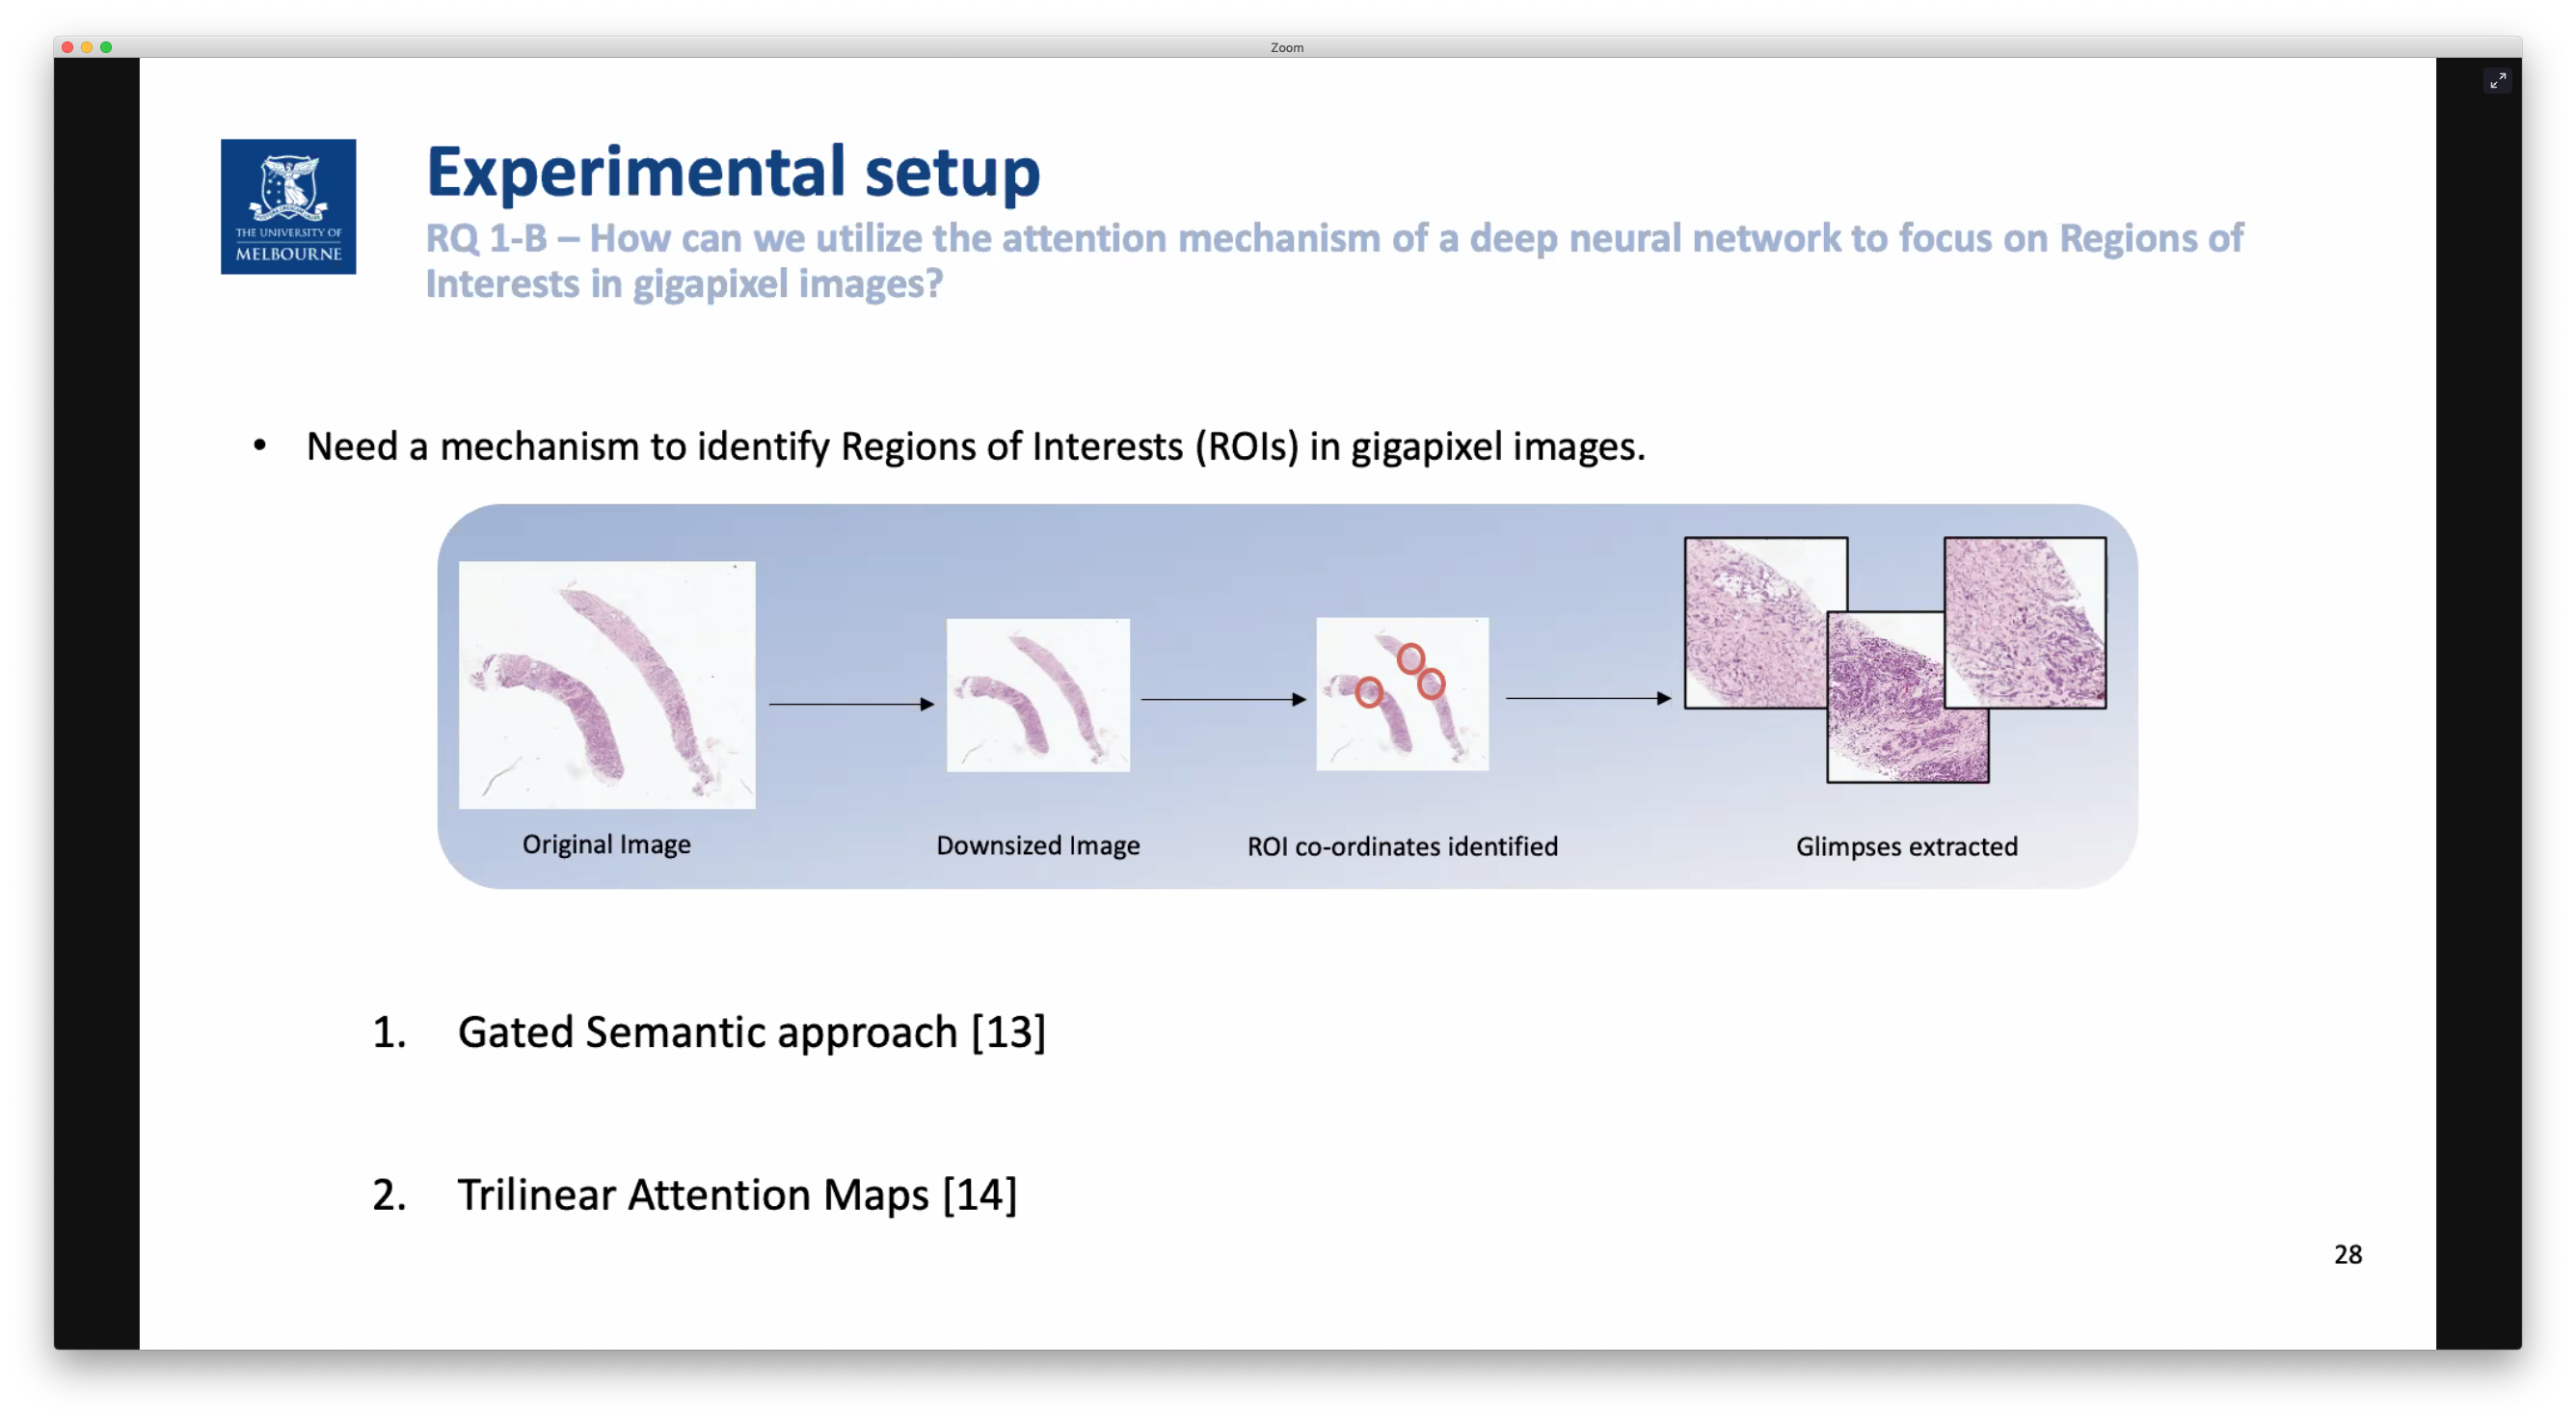 Zoom
THE UNIVERSITY OF
MELBOURNE
Experimental setup
RQ 1-B – How can we utilize the attention mechanism of a deep neural network to focus on Regions of
Interests in gigapixel images?
• Need a mechanism to identify Regions of Interests (ROIs) in gigapixel images.
Original Image
Downsized Image
ROI co-ordinates identified
Glimpses extracted
1. Gated Semantic approach [13]
2. Trilinear Attention Maps [14]
28